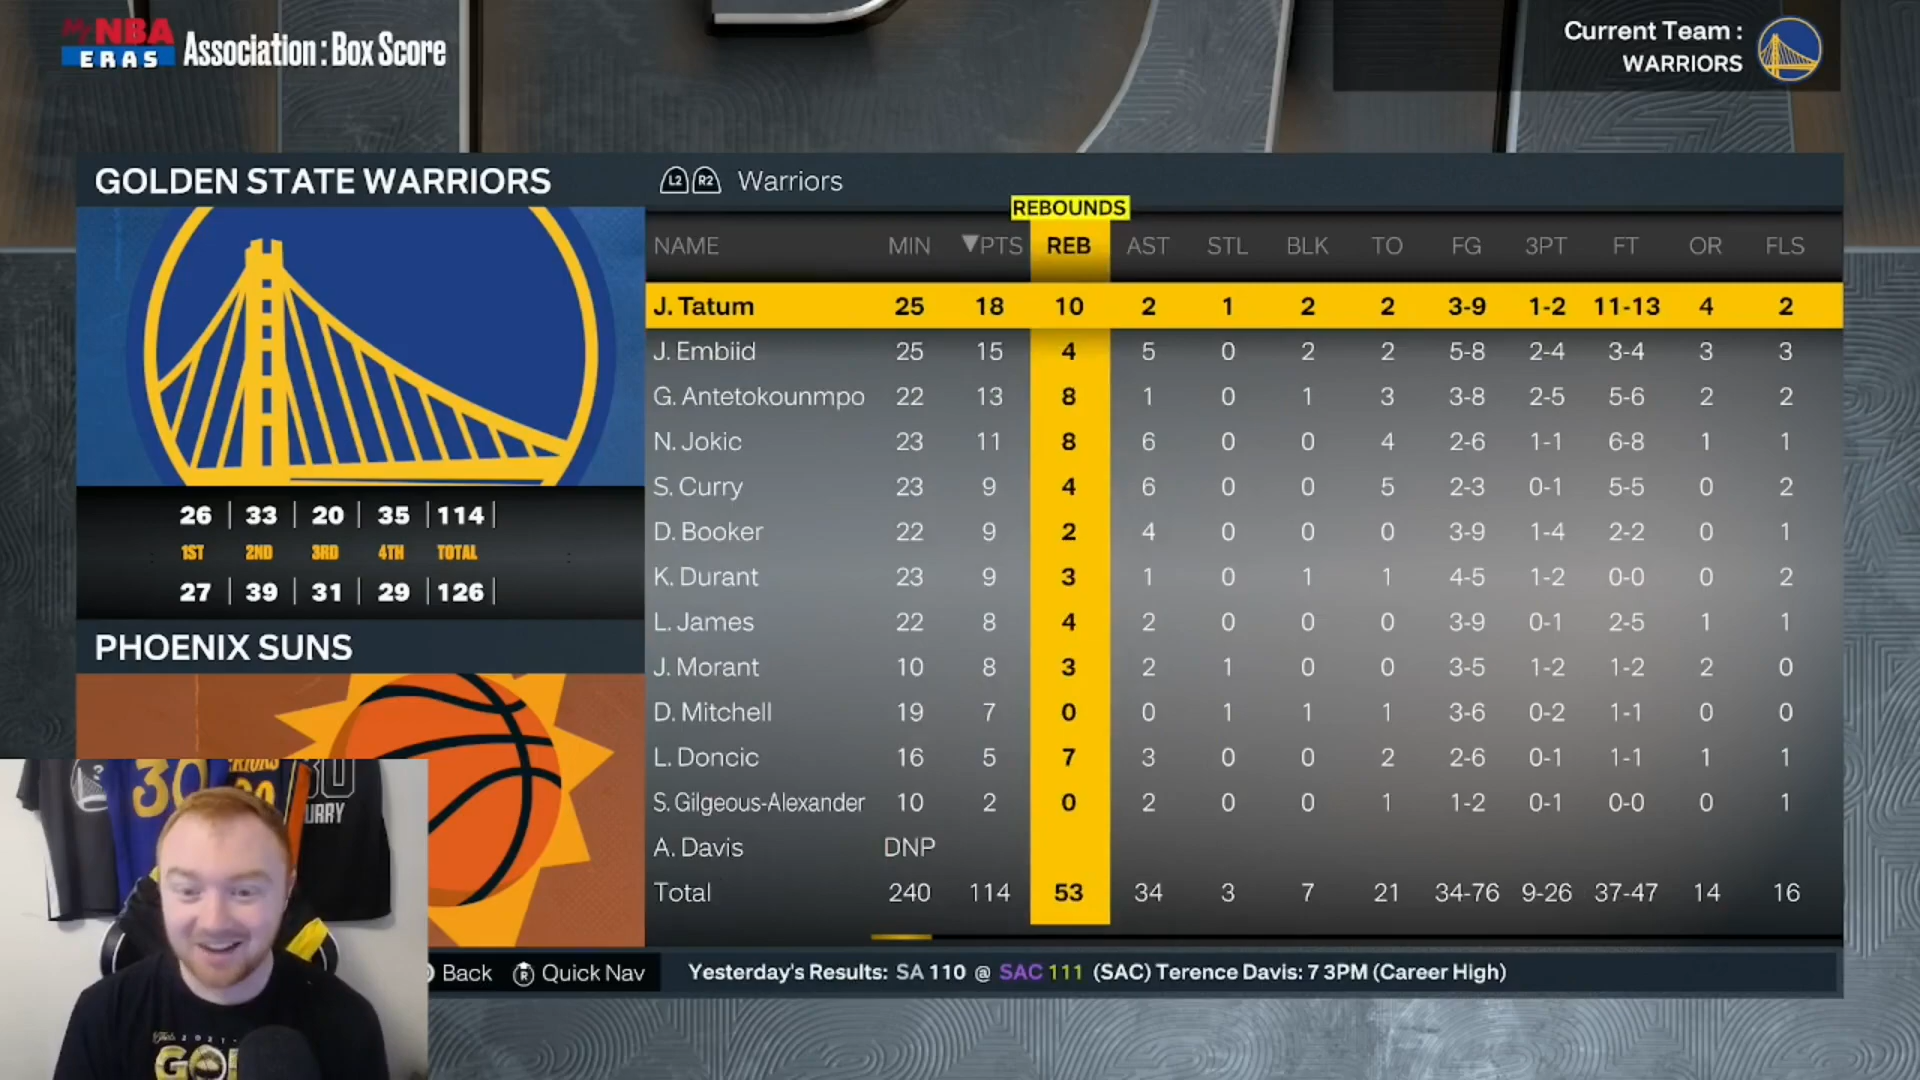 My NBA ERAS Association : Box Score
Current Team :
WARRIORS
GOLDEN STATE WARRIORS
26 33 20 35 114
1ST 2ND 3RD 4TH TOTAL
27 39 31 29 126
PHOENIX SUNS
L2 R2 Warriors
REBOUNDS
NAME MIN ▼PTS REB AST STL BLK TO FG 3PT FT OR FLS
J. Tatum 25 18 10 2 1 2 2 3-9 1-2 11-13 4 2
J. Embiid 25 15 4 5 0 2 2 5-8 2-4 3-4 3 3
G. Antetokounmpo 22 13 8 1 0 1 3 3-8 2-5 5-6 2 2
N. Jokic 23 11 8 6 0 0 4 2-6 1-1 6-8 1 1
S. Curry 23 9 4 6 0 0 5 2-3 0-1 5-5 0 2
D. Booker 22 9 2 4 0 0 0 3-9 1-4 2-2 0 1
K. Durant 23 9 3 1 0 1 1 4-5 1-2 0-0 0 2
L. James 22 8 4 2 0 0 0 3-9 0-1 2-5 1 1
J. Morant 10 8 3 2 1 0 0 3-5 1-2 1-2 2 0
D. Mitchell 19 7 0 0 1 1 1 3-6 0-2 1-1 0 0
L. Doncic 16 5 7 3 0 0 2 2-6 0-1 1-1 1 1
S. Gilgeous-Alexander 10 2 0 2 0 0 1 1-2 0-1 0-0 0 1
A. Davis DNP
Total 240 114 53 34 3 7 21 34-76 9-26 37-47 14 16
30
URRY
2021
Back R Quick Nav
Yesterday's Results: SA 110 @ SAC 111 (SAC) Terence Davis: 7 3PM (Career High)